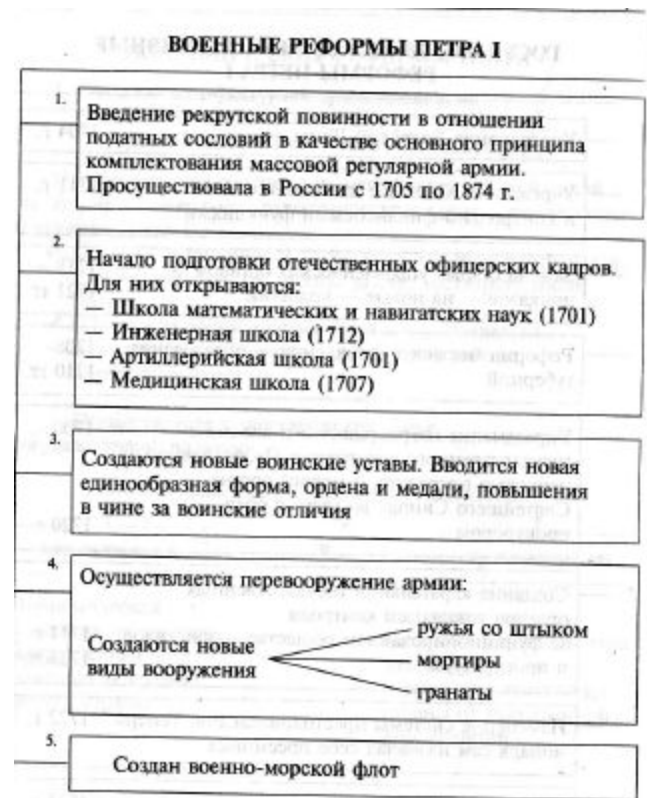 ВОЕННЫЕ РЕФОРМЫ ПЕТРА I
1.
Введение рекрутской повинности в отношении
податных сословий в качестве основного принципа
комплектования массовой регулярной армии.
Просуществовала в России с 1705 по 1874 г.
2.
Начало подготовки отечественных офицерских кадров.
Для них открываются:
— Школа математических и навигатских наук (1701)
— Инженерная школа (1712)
— Артиллерийская школа (1701)
— Медицинская школа (1707)
3.
Создаются новые воинские уставы. Вводится новая
единообразная форма, ордена и медали, повышения
в чине за воинские отличия
4.
Осуществляется перевооружение армии:
Создаются новые
виды вооружения
ружья со штыком
мортиры
гранаты
5.
Создан военно-морской флот